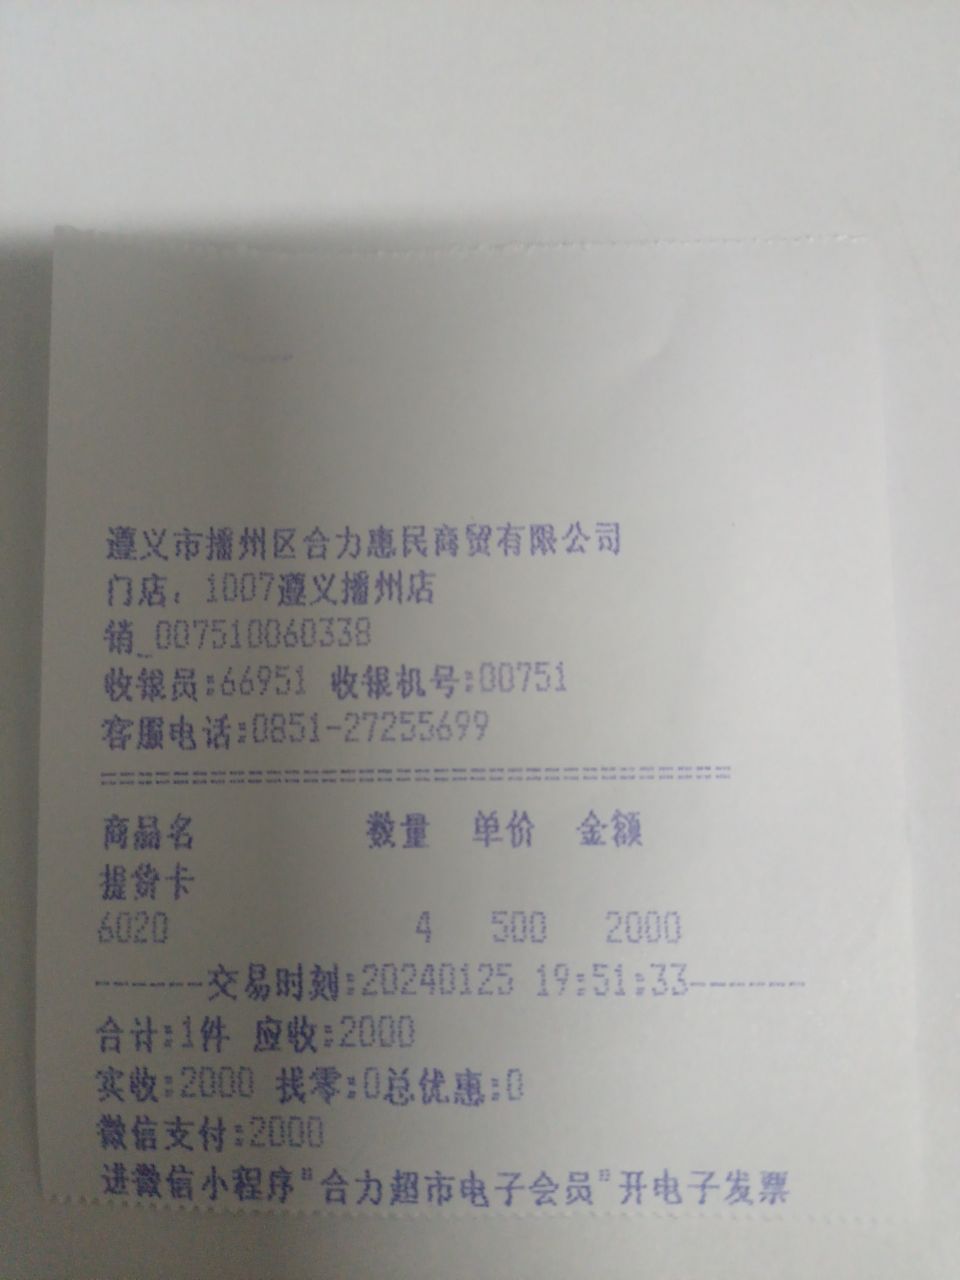 遵义市播州区合力惠民商贸有限公司
门店: 1007遵义播州店
销_007510060338
收银员:66951 收银机号:00751
客服电话:0851-27255699
========================================
商品名 数量 单价 金额
提货卡
6020 4 500 2000
-------交易时刻:20240125 19:51:33-------
合计:1件 应收:2000
实收:2000 找零:0总优惠:0
微信支付:2000
进微信小程序"合力超市电子会员"开电子发票